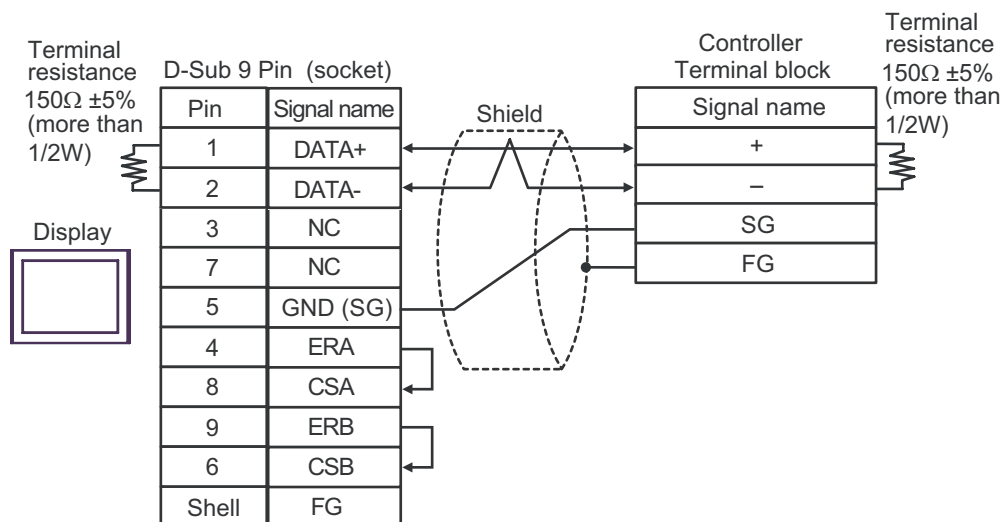 Terminal
resistance
150Ω ±5%
(more than
1/2W)
D-Sub 9 Pin (socket)
Pin Signal name
1 DATA+
2 DATA-
3 NC
7 NC
5 GND (SG)
4 ERA
8 CSA
9 ERB
6 CSB
Shell FG
Display
Shield
Controller
Terminal block
Signal name
+
–
SG
FG
Terminal
resistance
150Ω ±5%
(more than
1/2W)